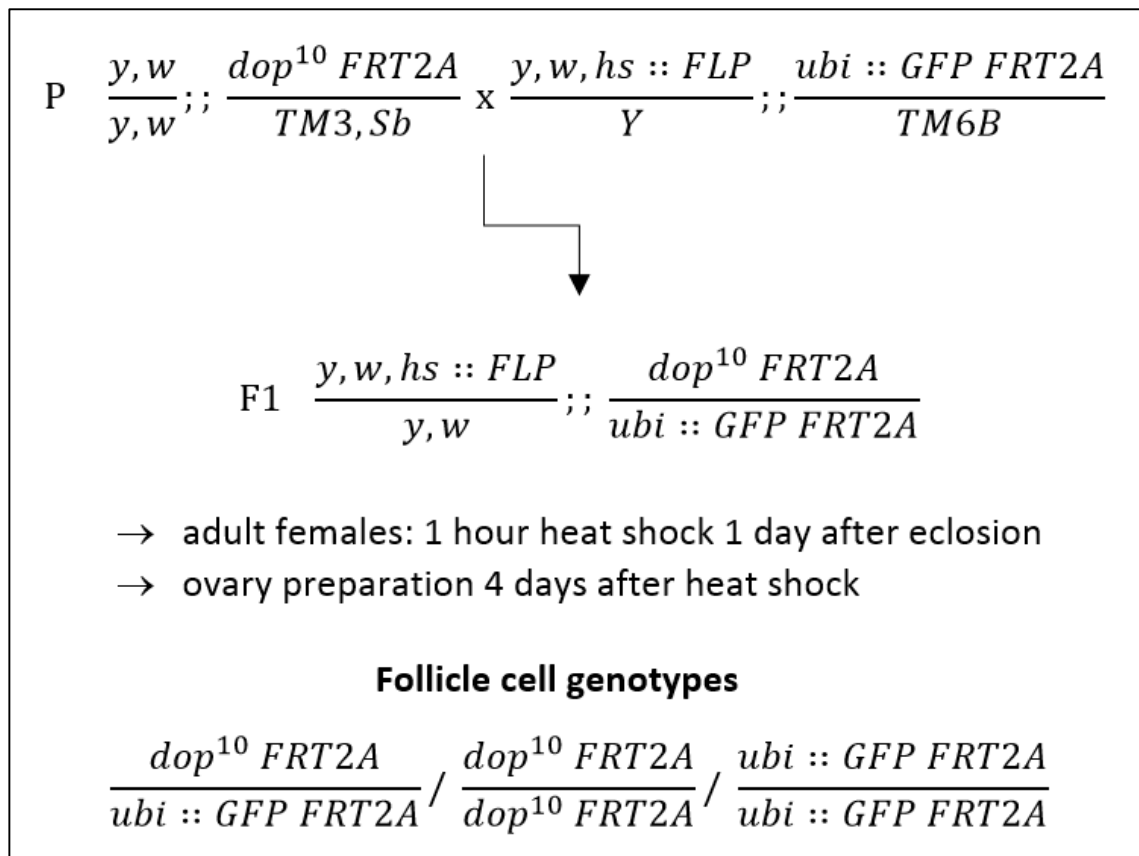 P y, w / y, w ;; dop¹⁰ FRT2A / TM3, Sb x y, w, hs :: FLP / Y ;; ubi :: GFP FRT2A / TM6B
F1 y, w, hs :: FLP / y, w ;; dop¹⁰ FRT2A / ubi :: GFP FRT2A
→ adult females: 1 hour heat shock 1 day after eclosion
→ ovary preparation 4 days after heat shock
Follicle cell genotypes
dop¹⁰ FRT2A / ubi :: GFP FRT2A / dop¹⁰ FRT2A / dop¹⁰ FRT2A / ubi :: GFP FRT2A / ubi :: GFP FRT2A